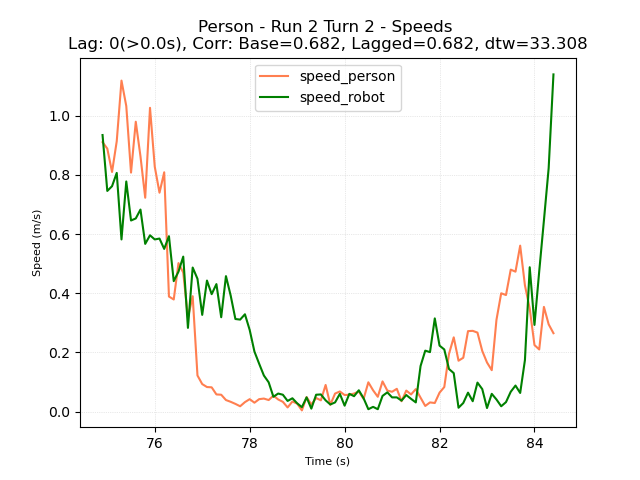 Person - Run 2 Turn 2 - Speeds
Lag: 0(>0.0s), Corr: Base=0.682, Lagged=0.682, dtw=33.308
speed_person
speed_robot
1.0
0.8
0.6
0.4
0.2
0.0
Speed (m/s)
76 78 80 82 84
Time (s)